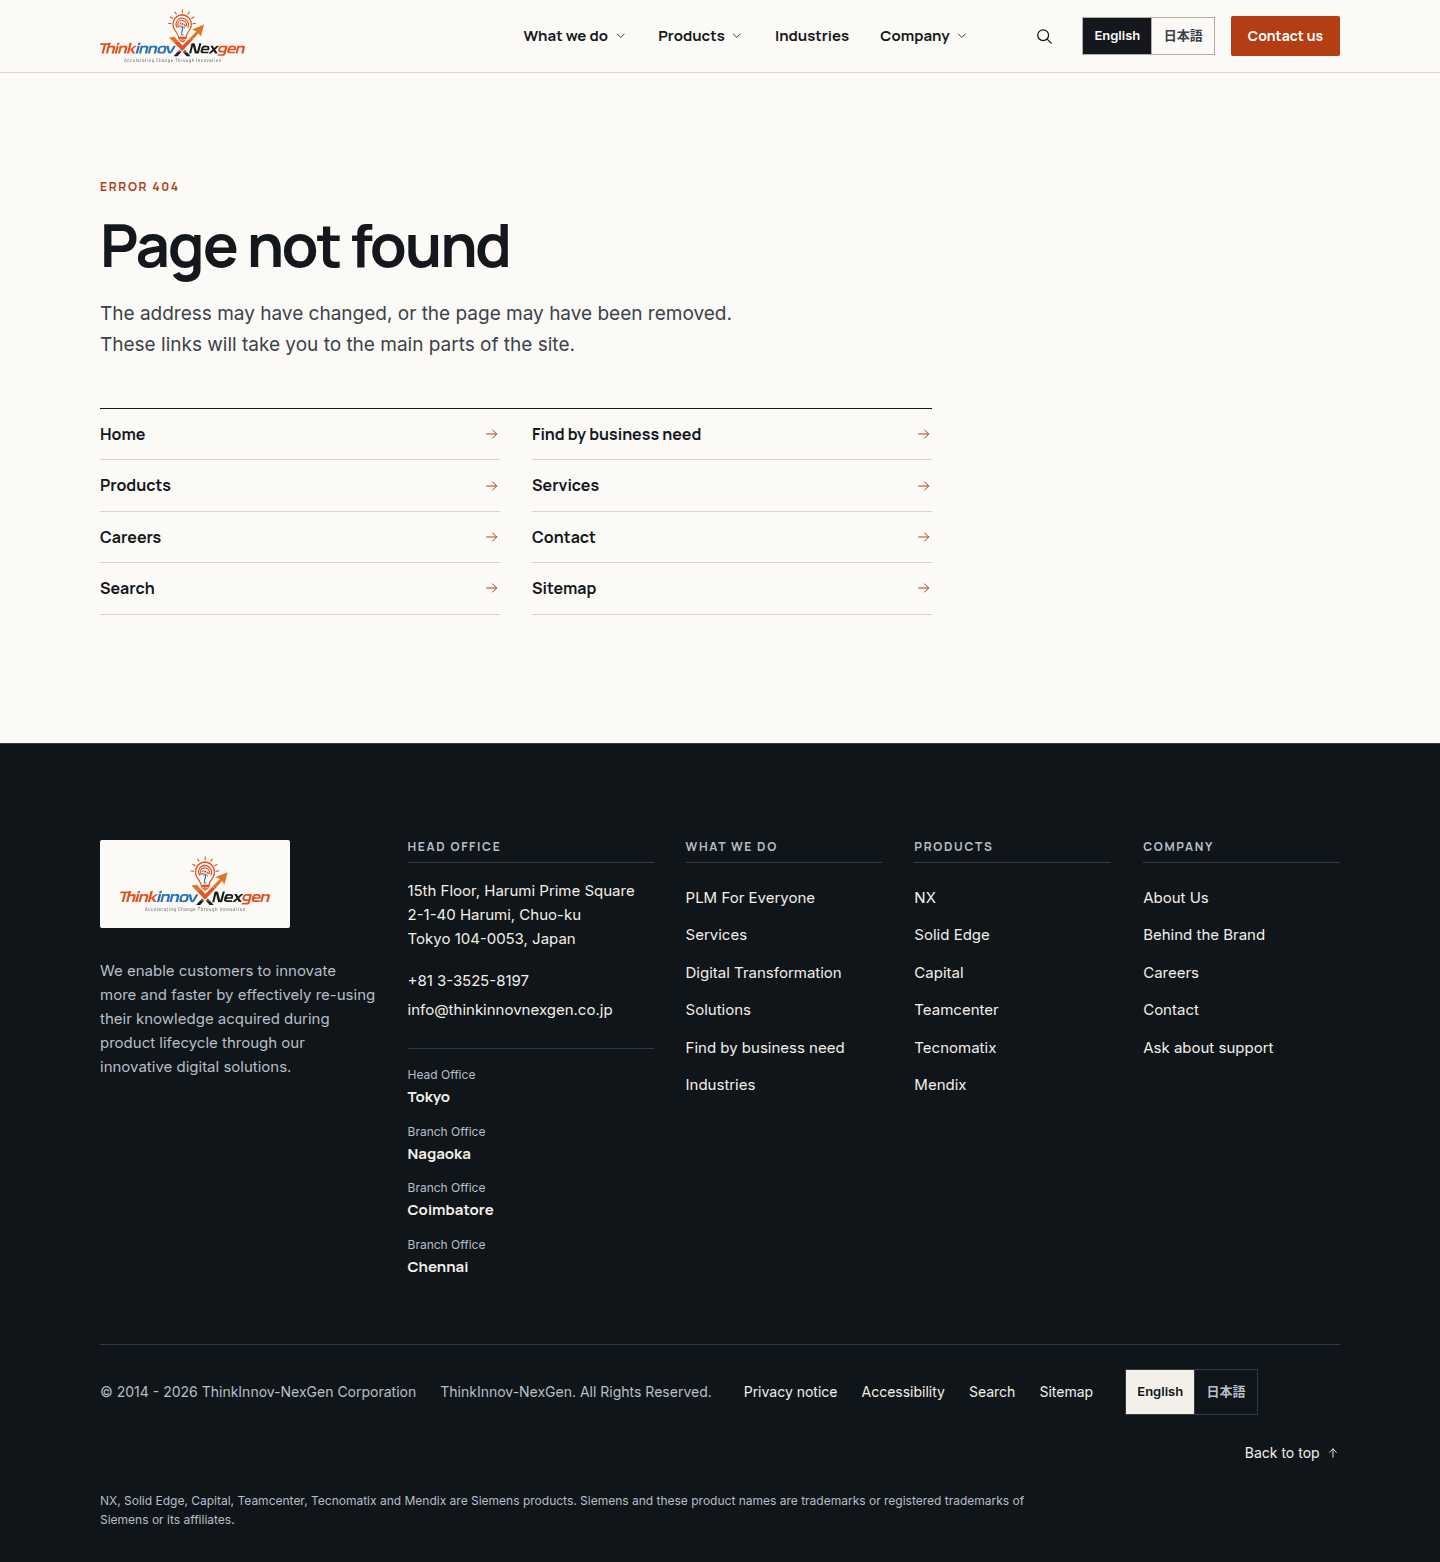 ThinkinnovXNexgen
Accelerating Change Through Innovation
What we do
Products
Industries
Company
English
日本語
Contact us
ERROR 404
Page not found
The address may have changed, or the page may have been removed.
These links will take you to the main parts of the site.
Home
Find by business need
Products
Services
Careers
Contact
Search
Sitemap
ThinkinnovXNexgen
Accelerating Change Through Innovation
We enable customers to innovate
more and faster by effectively re-using
their knowledge acquired during
product lifecycle through our
innovative digital solutions.
HEAD OFFICE
15th Floor, Harumi Prime Square
2-1-40 Harumi, Chuo-ku
Tokyo 104-0053, Japan
+81 3-3525-8197
info@thinkinnovnexgen.co.jp
Head Office
Tokyo
Branch Office
Nagaoka
Branch Office
Coimbatore
Branch Office
Chennai
WHAT WE DO
PLM For Everyone
Services
Digital Transformation
Solutions
Find by business need
Industries
PRODUCTS
NX
Solid Edge
Capital
Teamcenter
Tecnomatix
Mendix
COMPANY
About Us
Behind the Brand
Careers
Contact
Ask about support
© 2014 - 2026 ThinkInnov-NexGen Corporation
ThinkInnov-NexGen. All Rights Reserved.
Privacy notice
Accessibility
Search
Sitemap
English
日本語
Back to top
NX, Solid Edge, Capital, Teamcenter, Tecnomatix and Mendix are Siemens products. Siemens and these product names are trademarks or registered trademarks of
Siemens or its affiliates.